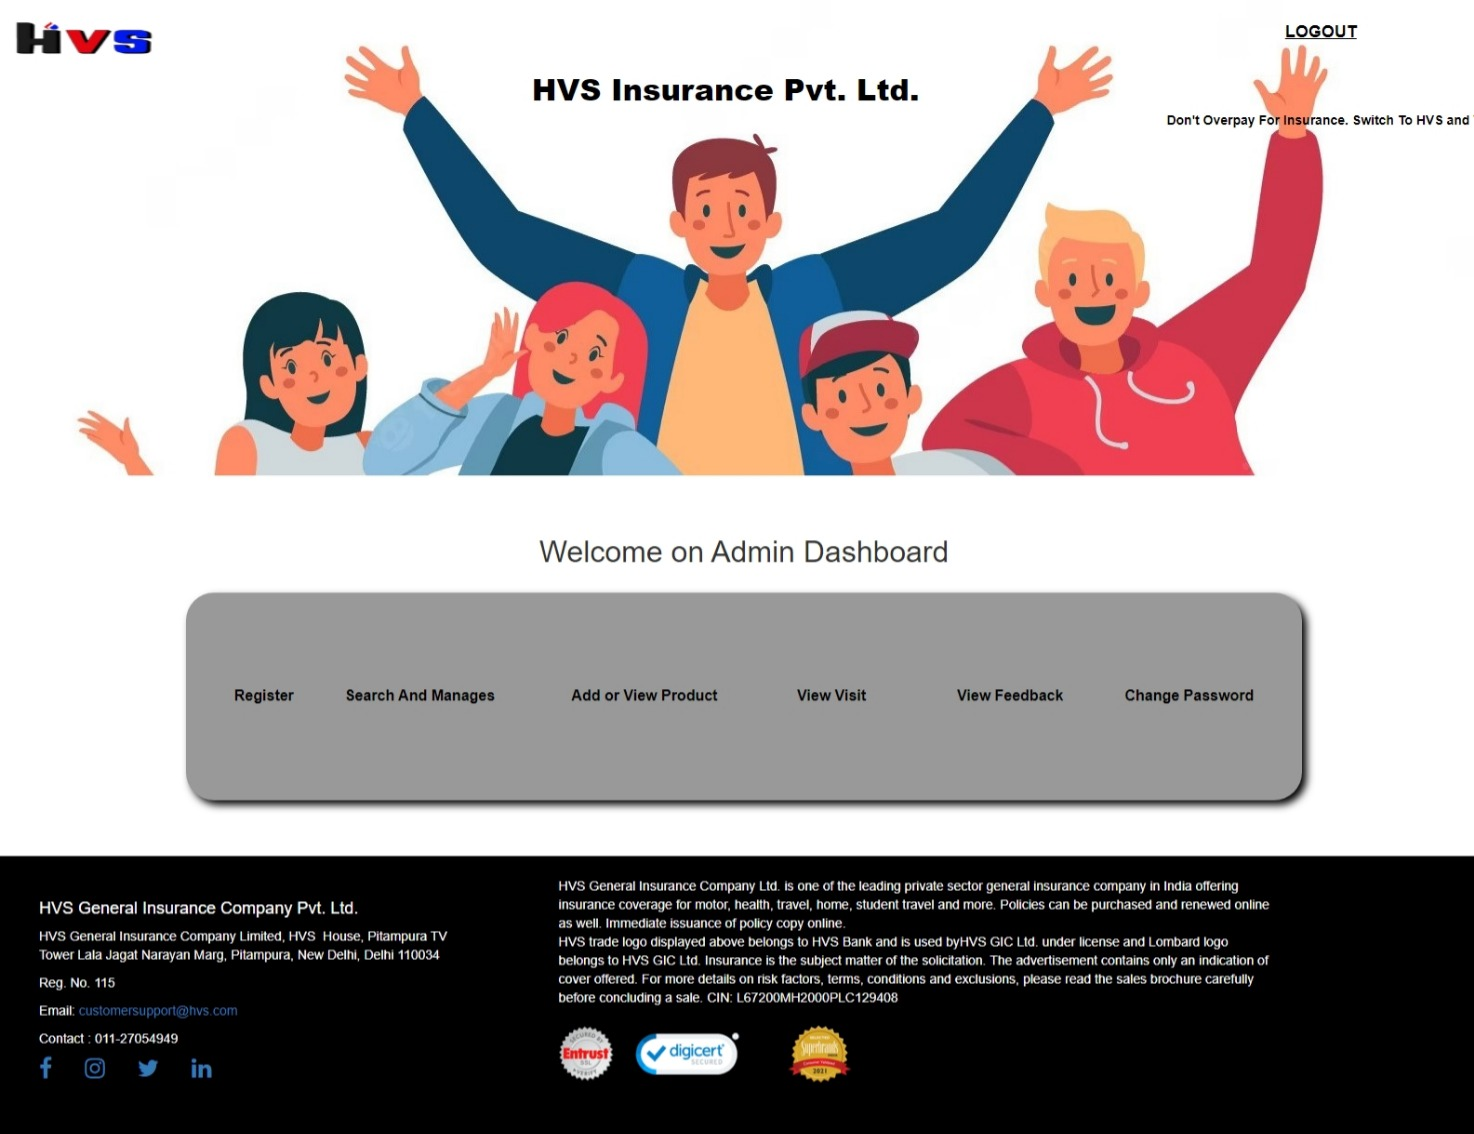 HVS
LOGOUT
HVS Insurance Pvt. Ltd.
Don't Overpay For Insurance. Switch To HVS and
Welcome on Admin Dashboard
Register
Search And Manages
Add or View Product
View Visit
View Feedback
Change Password
HVS General Insurance Company Pvt. Ltd.
HVS General Insurance Company Limited, HVS House, Pitampura TV
Tower Lala Jagat Narayan Marg, Pitampura, New Delhi, Delhi 110034
Reg. No. 115
Email: customersupport@hvs.com
Contact : 011-27054949
HVS General Insurance Company Ltd. is one of the leading private sector general insurance company in India offering
insurance coverage for motor, health, travel, home, student travel and more. Policies can be purchased and renewed online
as well. Immediate issuance of policy copy online.
HVS trade logo displayed above belongs to HVS Bank and is used byHVS GIC Ltd. under license and Lombard logo
belongs to HVS GIC Ltd. Insurance is the subject matter of the solicitation. The advertisement contains only an indication of
cover offered. For more details on risk factors, terms, conditions and exclusions, please read the sales brochure carefully
before concluding a sale. CIN: L67200MH2000PLC129408
SECURED BY
Entrust
SSL
VERIFY
digicert
SECURED
Superbrands
2021